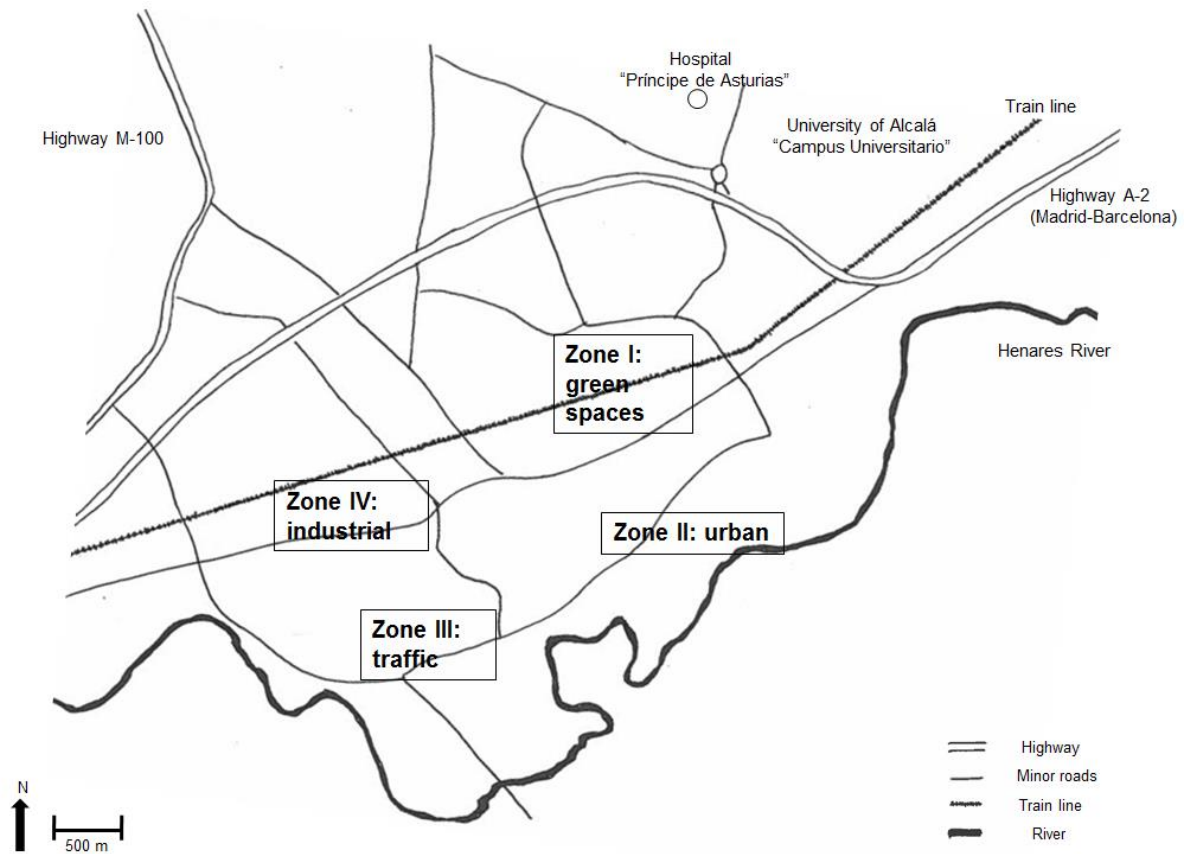 Hospital
“Príncipe de Asturias”
Train line
University of Alcalá
“Campus Universitario”
Highway M-100
Highway A-2
(Madrid-Barcelona)
Henares River
Zone I:
green
spaces
Zone IV:
industrial
Zone II: urban
Zone III:
traffic
Highway
Minor roads
Train line
River
N
500 m